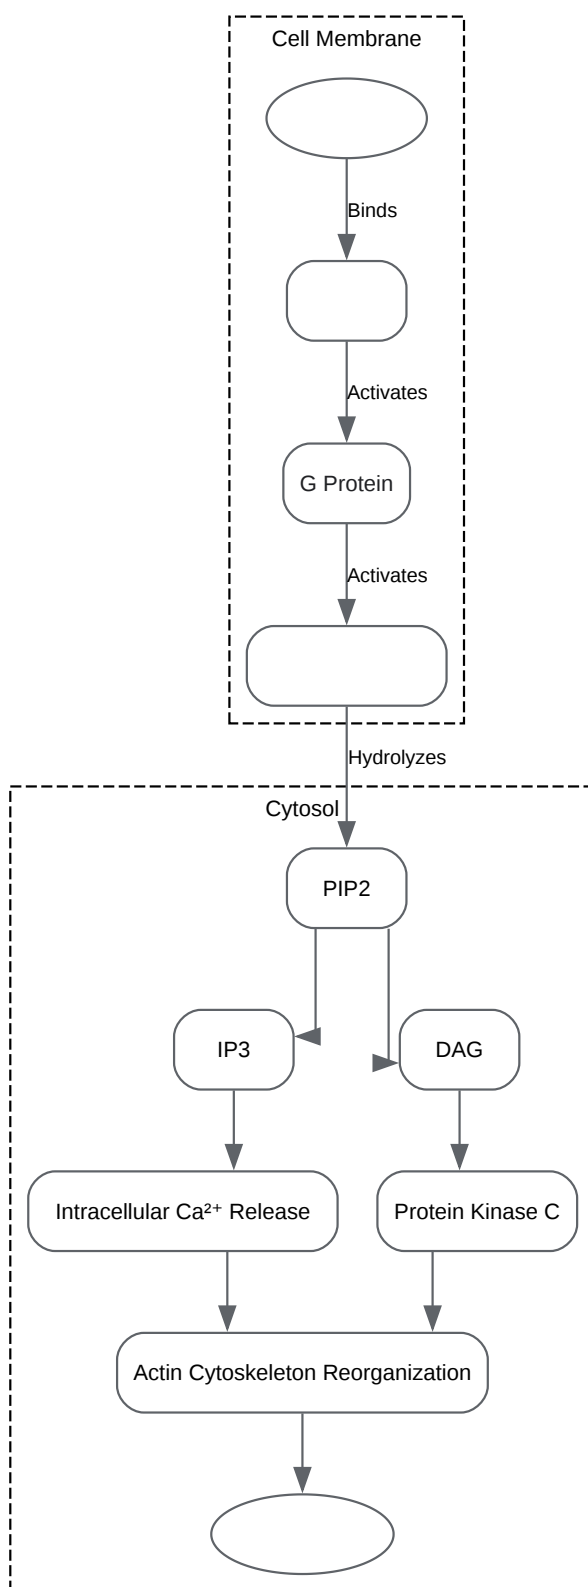 Cell Membrane
Binds
Activates
G Protein
Activates
Hydrolyzes
Cytosol
PIP2
IP3
DAG
Intracellular Ca²⁺ Release
Protein Kinase C
Actin Cytoskeleton Reorganization